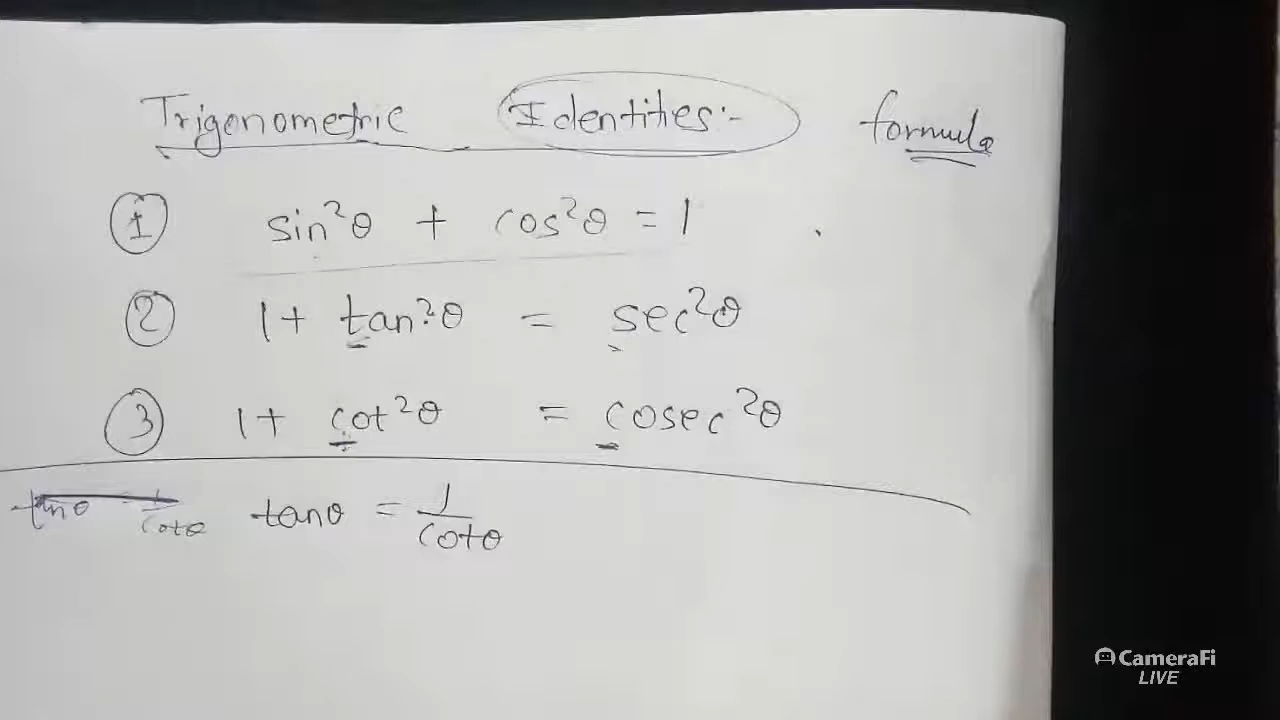 Trigonometric Identities:- formula
① sin²θ + cos²θ = 1
② 1 + tan²θ = sec²θ
③ 1 + cot²θ = cosec²θ
tanθ cotθ tanθ = 1/cotθ
CameraFi
LIVE